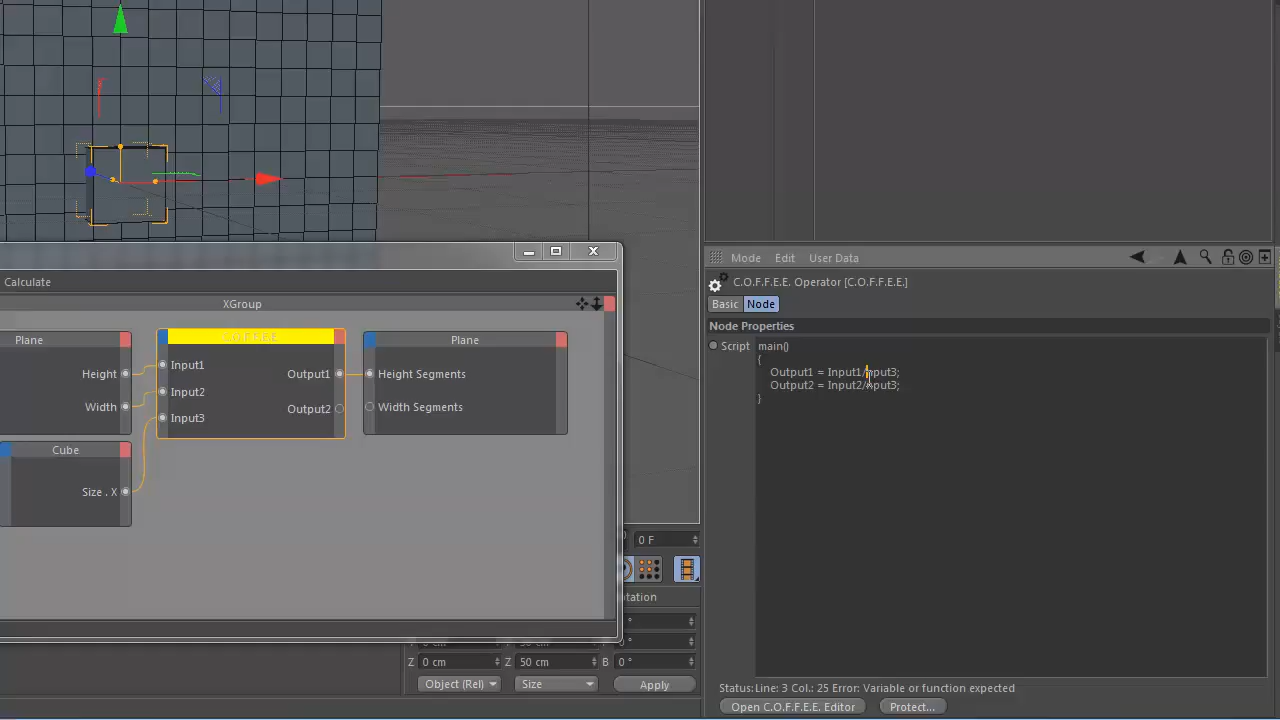 Calculate
XGroup
Plane
Height
Width
Cube
Size . X
C.O.F.F.E.E.
Input1
Input2
Input3
Output1
Output2
Plane
Height Segments
Width Segments
0 F
otation
0 cm
Z 0 cm
Z 50 cm
B 0 °
Object (Rel)
Size
Apply
Mode Edit User Data
C.O.F.F.E.E. Operator [C.O.F.F.E.E.]
Basic Node
Node Properties
Script
main()
{
Output1 = Input1/Input3;
Output2 = Input2/Input3;
}
Status:Line: 3 Col.: 25 Error: Variable or function expected
Open C.O.F.F.E.E. Editor Protect...